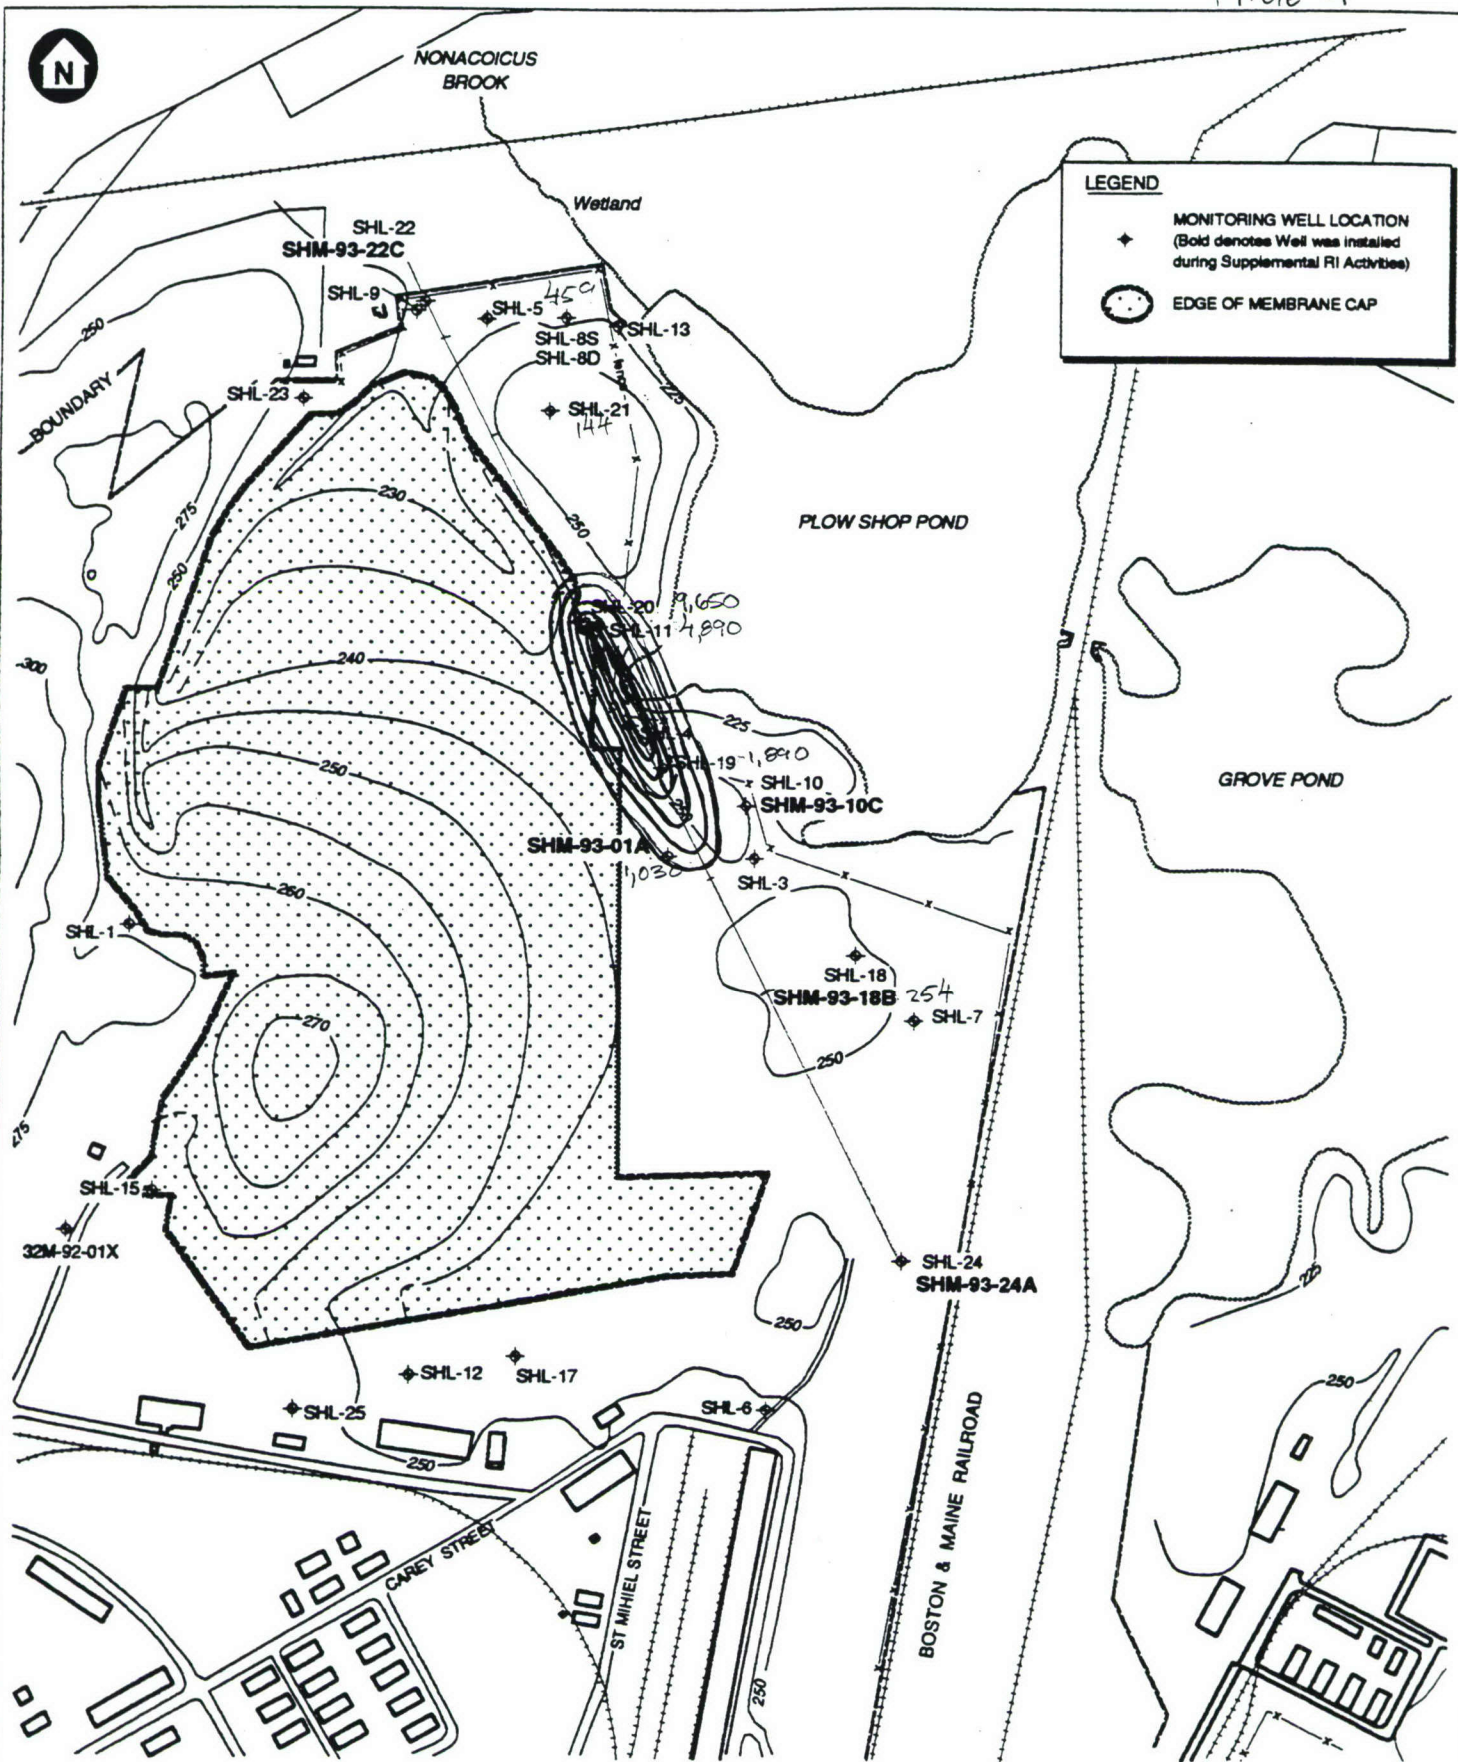 N
NONACOICUS
BROOK
Wetland
LEGEND
MONITORING WELL LOCATION
(Bold denotes Well was installed
during Supplemental RI Activities)
EDGE OF MEMBRANE CAP
SHL-22
SHM-93-22C
SHL-9
SHL-5
459
SHL-8S
SHL-8D
SHL-13
fence
250
225
SHL-23
SHL-21
144
BOUNDARY
275
250
230
250
PLOW SHOP POND
SHL-20 9,650
SHL-11 4,890
300
240
225
SHL-4
SHL-19 1,890
250
SHL-10
SHM-93-10C
GROVE POND
250
SHM-93-01A
1,030
SHL-3
260
SHL-1
SHL-18
SHM-93-18B 254
SHL-7
270
250
275
SHL-15
32M-92-01X
SHL-24
SHM-93-24A
225
250
SHL-12
SHL-17
SHL-25
SHL-6
250
250
CAREY STREET
ST MIHIEL STREET
BOSTON & MAINE RAILROAD
250